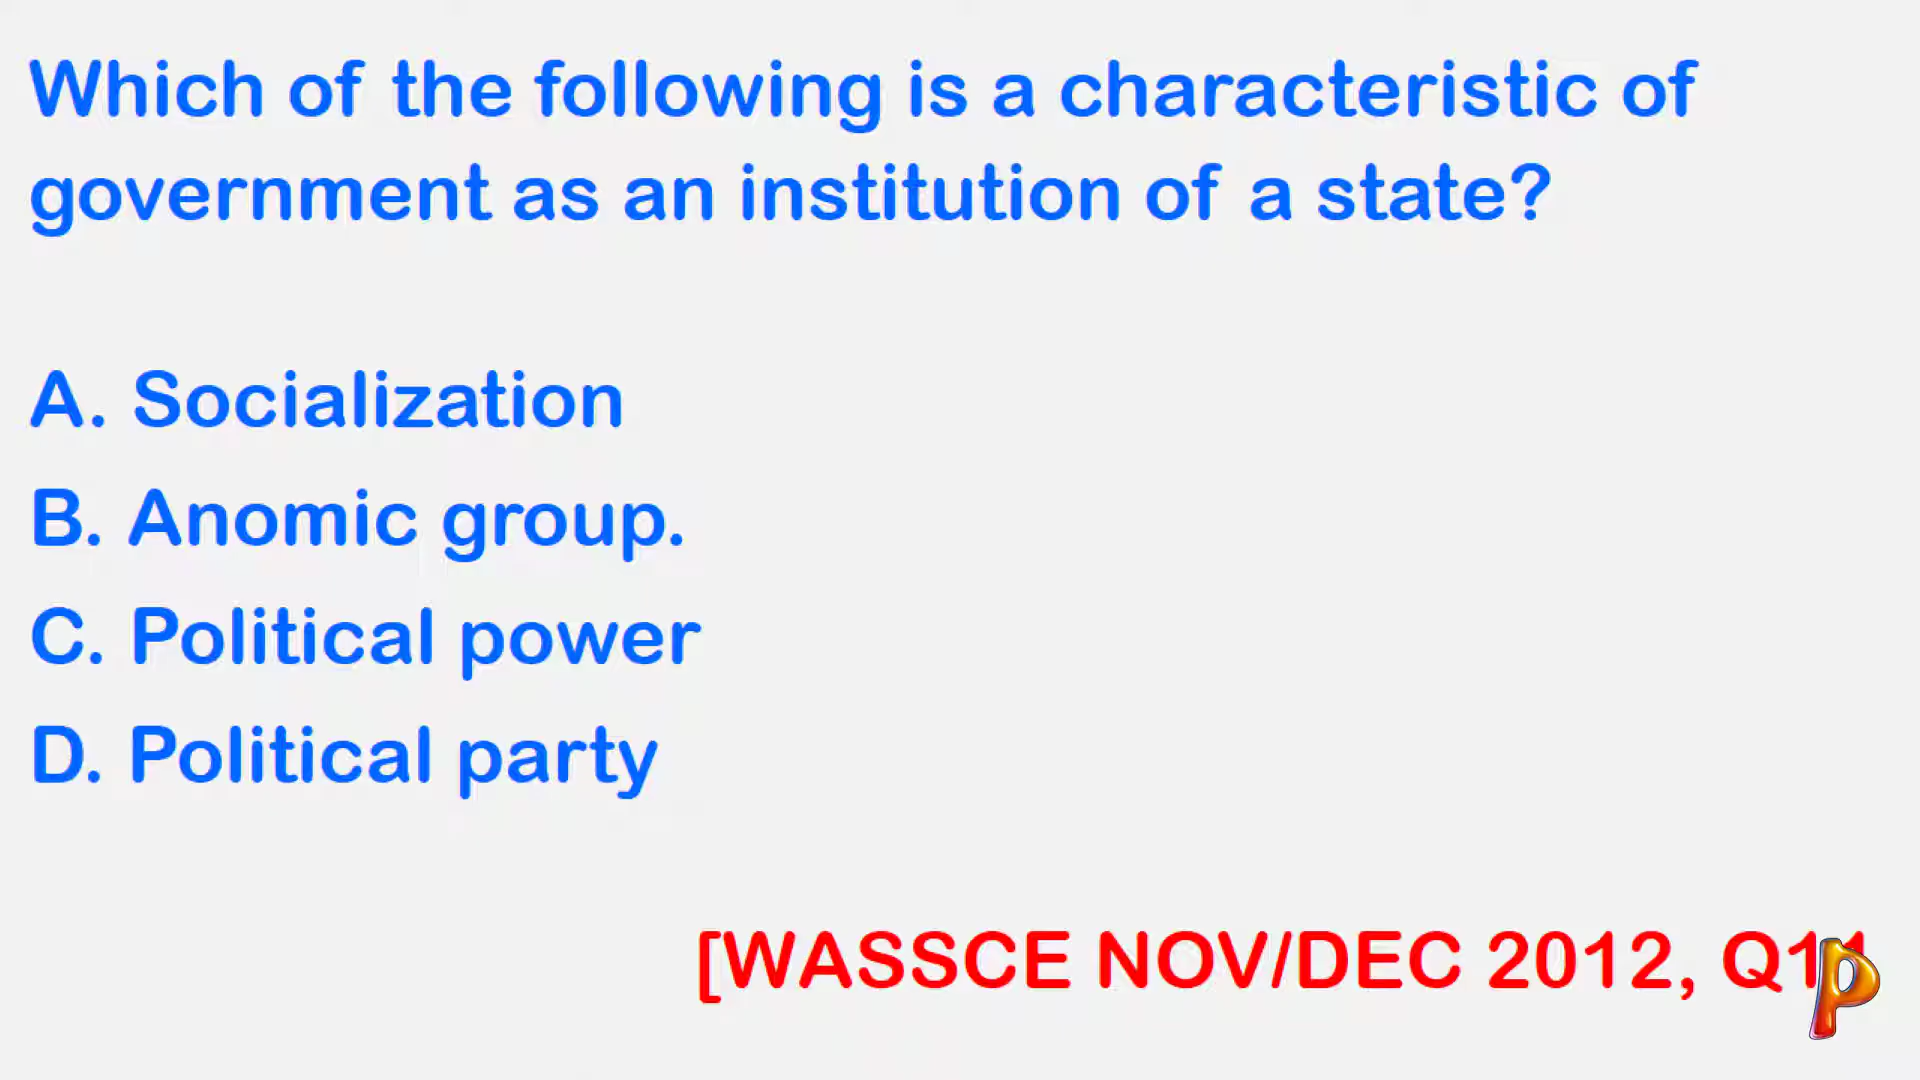 Which of the following is a characteristic of
government as an institution of a state?
A. Socialization
B. Anomic group.
C. Political power
D. Political party
[WASSCE NOV/DEC 2012, Q11
P